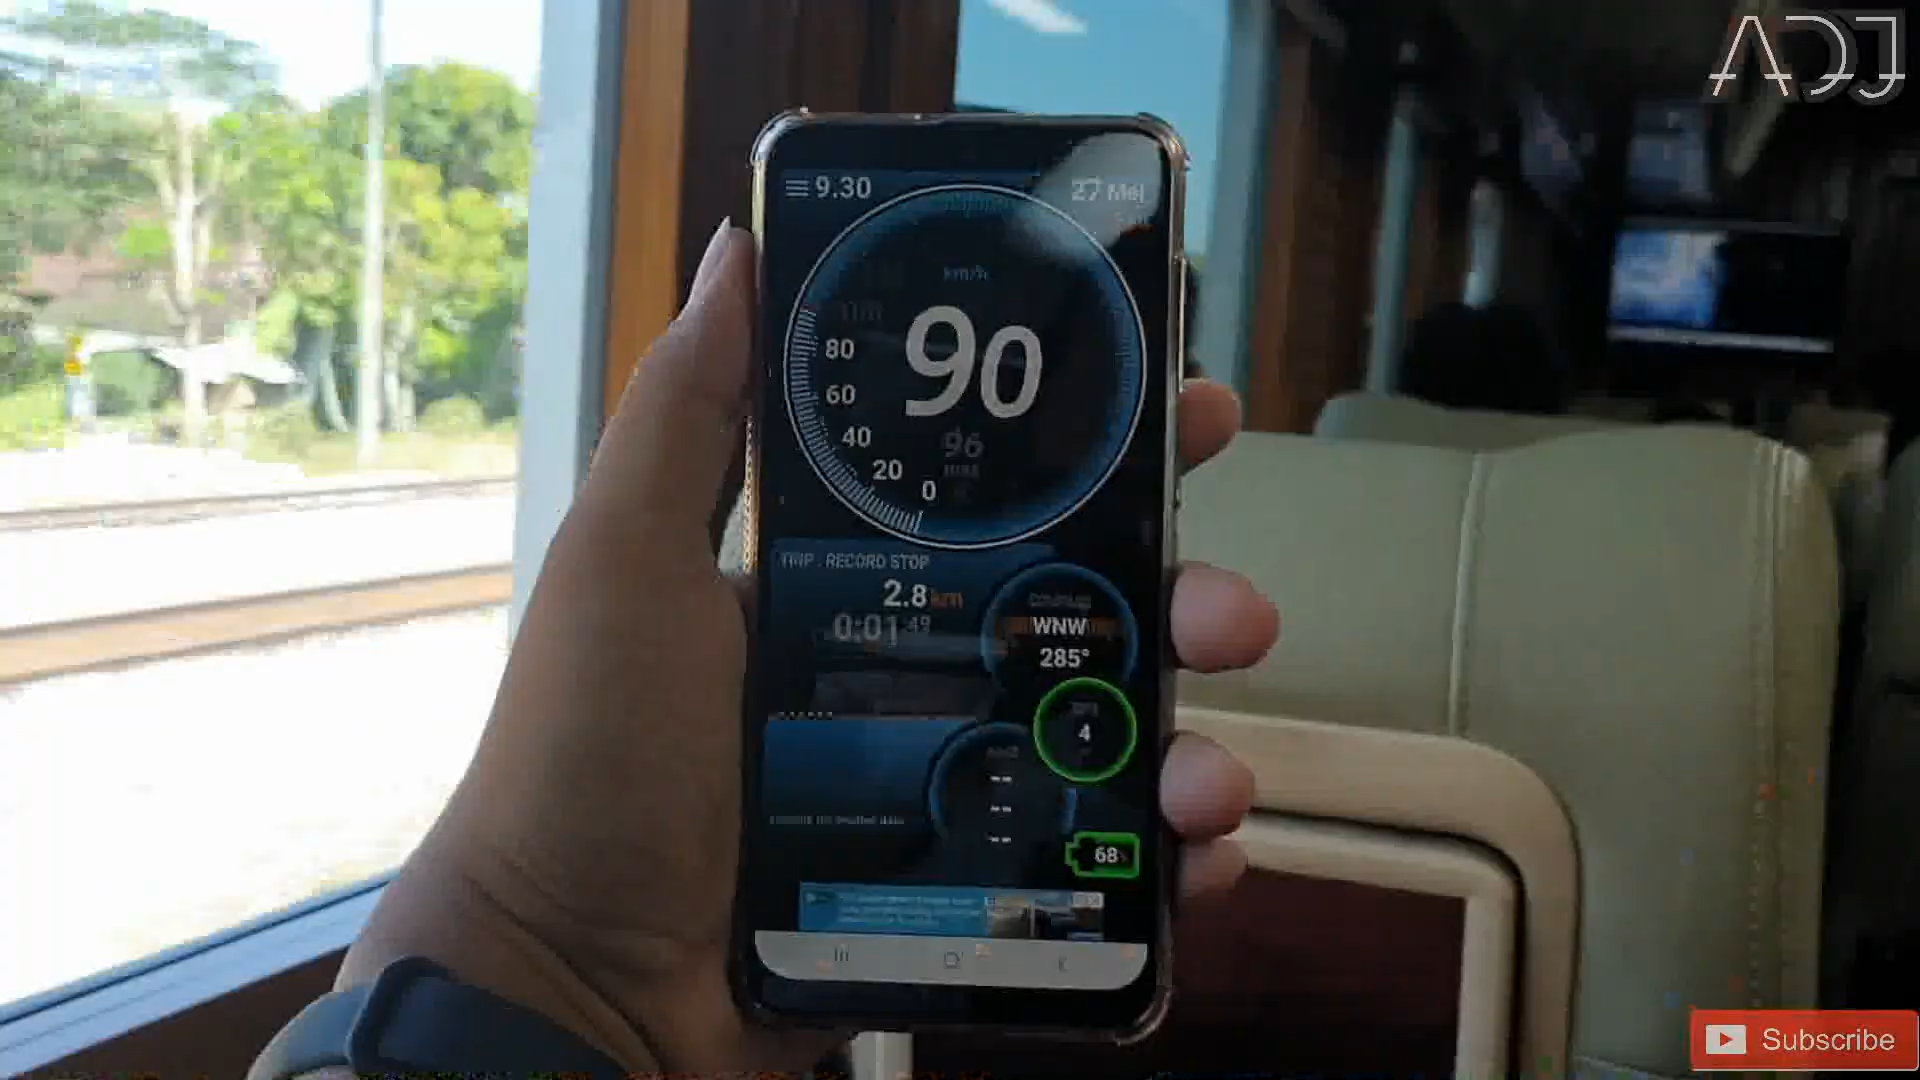 ADJ
9.30
27 Mei
km/h
90
80
60
40
20
0
96
max
TRIP : RECORD STOP
2.8 km
0:01:49
WNW
285°
4
--
--
--
68%
Subscribe